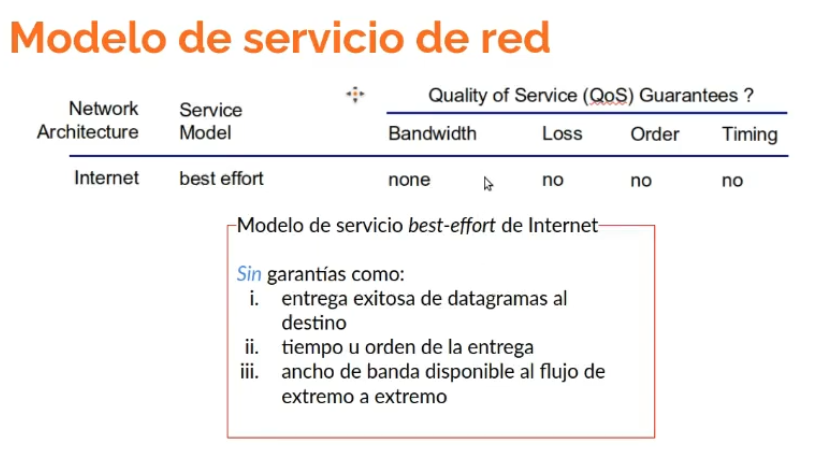 Modelo de servicio de red
Quality of Service (QoS) Guarantees ?
Network Architecture
Service Model
Bandwidth Loss Order Timing
Internet best effort none no no no
Modelo de servicio best-effort de Internet
Sin garantías como:
i. entrega exitosa de datagramas al
destino
ii. tiempo u orden de la entrega
iii. ancho de banda disponible al flujo de
extremo a extremo